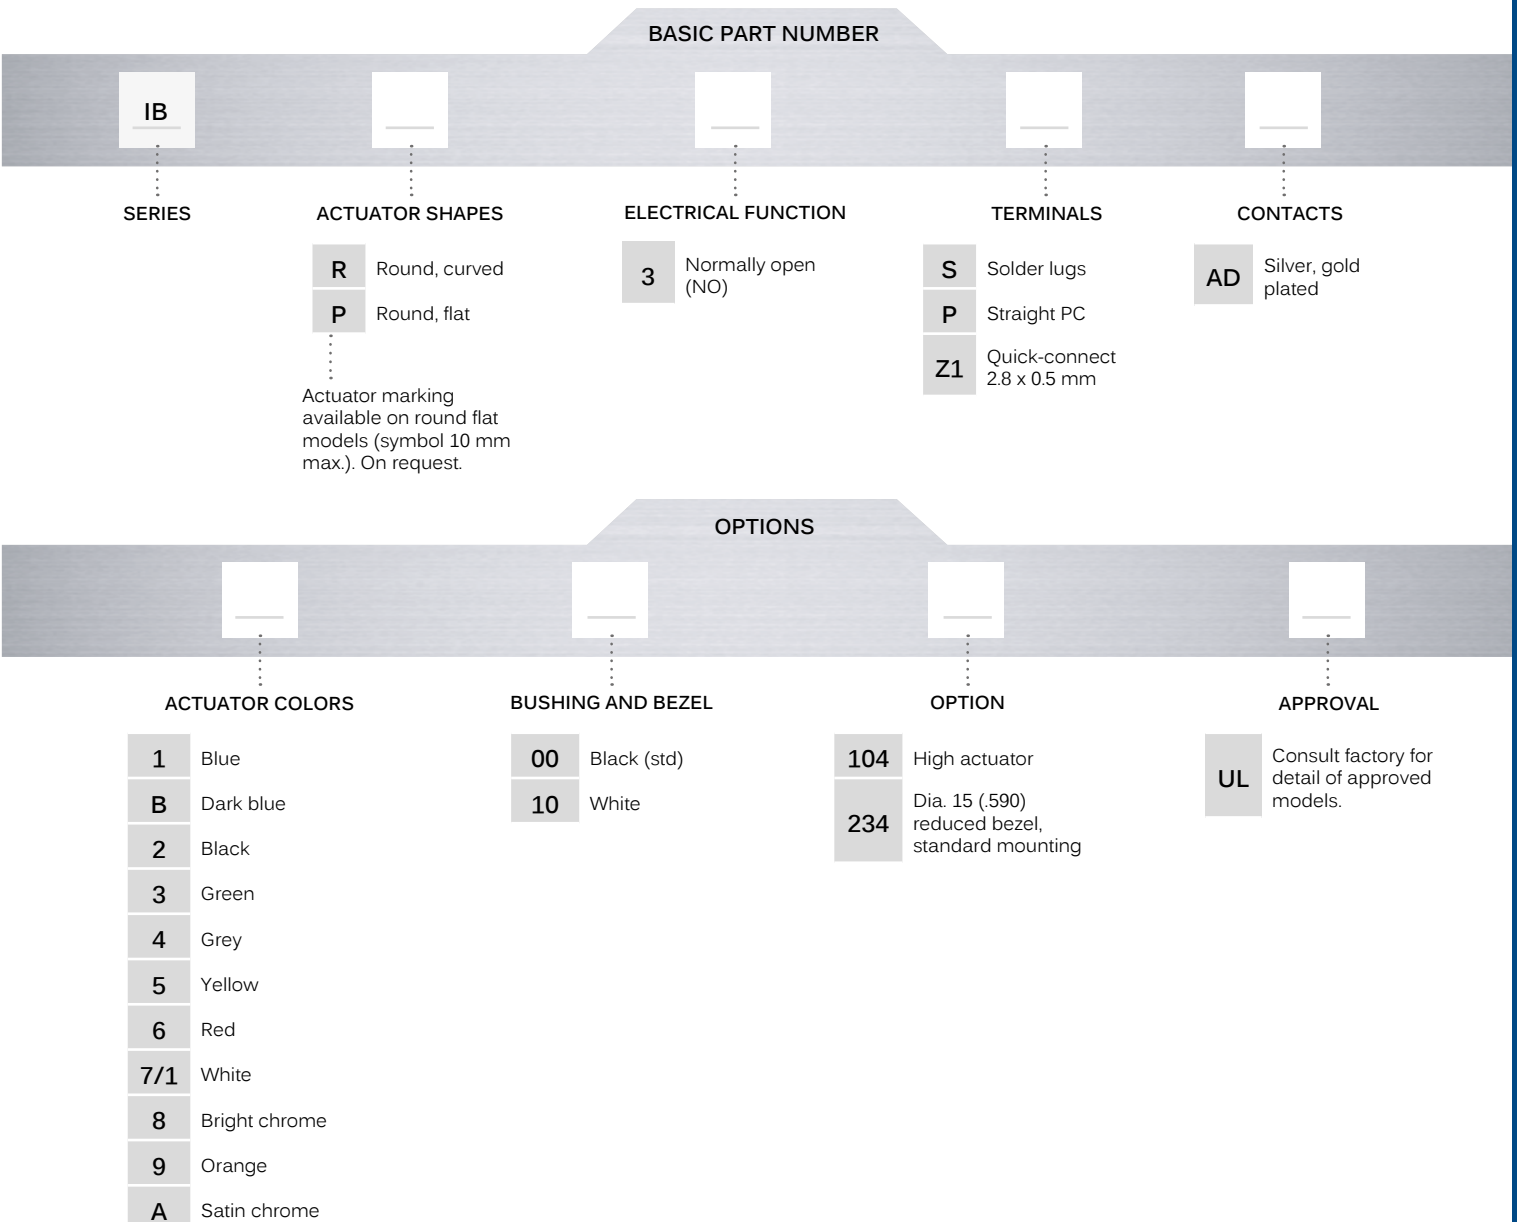 BASIC PART NUMBER
IB
SERIES
ACTUATOR SHAPES
R Round, curved
P Round, flat
Actuator marking
available on round flat
models (symbol 10 mm
max.). On request.
ELECTRICAL FUNCTION
3 Normally open
(NO)
TERMINALS
S Solder lugs
P Straight PC
Z1 Quick-connect
2.8 x 0.5 mm
CONTACTS
AD Silver, gold
plated
OPTIONS
ACTUATOR COLORS
1 Blue
B Dark blue
2 Black
3 Green
4 Grey
5 Yellow
6 Red
7/1 White
8 Bright chrome
9 Orange
A Satin chrome
BUSHING AND BEZEL
00 Black (std)
10 White
OPTION
104 High actuator
234 Dia. 15 (.590)
reduced bezel,
standard mounting
APPROVAL
UL Consult factory for
detail of approved
models.